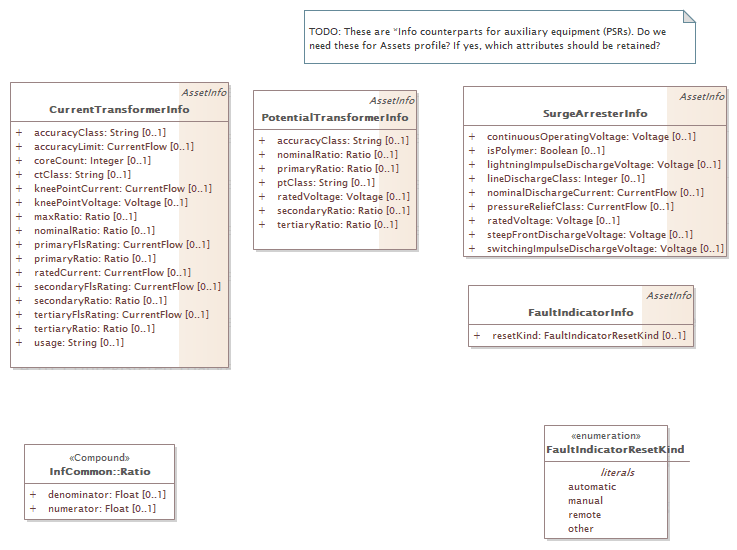 TODO: These are *Info counterparts for auxiliary equipment (PSRs). Do we
need these for Assets profile? If yes, which attributes should be retained?
AssetInfo
CurrentTransformerInfo
+ accuracyClass: String [0..1]
+ accuracyLimit: CurrentFlow [0..1]
+ coreCount: Integer [0..1]
+ ctClass: String [0..1]
+ kneePointCurrent: CurrentFlow [0..1]
+ kneePointVoltage: Voltage [0..1]
+ maxRatio: Ratio [0..1]
+ nominalRatio: Ratio [0..1]
+ primaryFlsRating: CurrentFlow [0..1]
+ primaryRatio: Ratio [0..1]
+ ratedCurrent: CurrentFlow [0..1]
+ secondaryFlsRating: CurrentFlow [0..1]
+ secondaryRatio: Ratio [0..1]
+ tertiaryFlsRating: CurrentFlow [0..1]
+ tertiaryRatio: Ratio [0..1]
+ usage: String [0..1]
AssetInfo
PotentialTransformerInfo
+ accuracyClass: String [0..1]
+ nominalRatio: Ratio [0..1]
+ primaryRatio: Ratio [0..1]
+ ptClass: String [0..1]
+ ratedVoltage: Voltage [0..1]
+ secondaryRatio: Ratio [0..1]
+ tertiaryRatio: Ratio [0..1]
AssetInfo
SurgeArresterInfo
+ continuousOperatingVoltage: Voltage [0..1]
+ isPolymer: Boolean [0..1]
+ lightningImpulseDischargeVoltage: Voltage [0..1]
+ lineDischargeClass: Integer [0..1]
+ nominalDischargeCurrent: CurrentFlow [0..1]
+ pressureReliefClass: CurrentFlow [0..1]
+ ratedVoltage: Voltage [0..1]
+ steepFrontDischargeVoltage: Voltage [0..1]
+ switchingImpulseDischargeVoltage: Voltage [0..1]
AssetInfo
FaultIndicatorInfo
+ resetKind: FaultIndicatorResetKind [0..1]
«Compound»
InfCommon::Ratio
+ denominator: Float [0..1]
+ numerator: Float [0..1]
«enumeration»
FaultIndicatorResetKind
literals
automatic
manual
remote
other